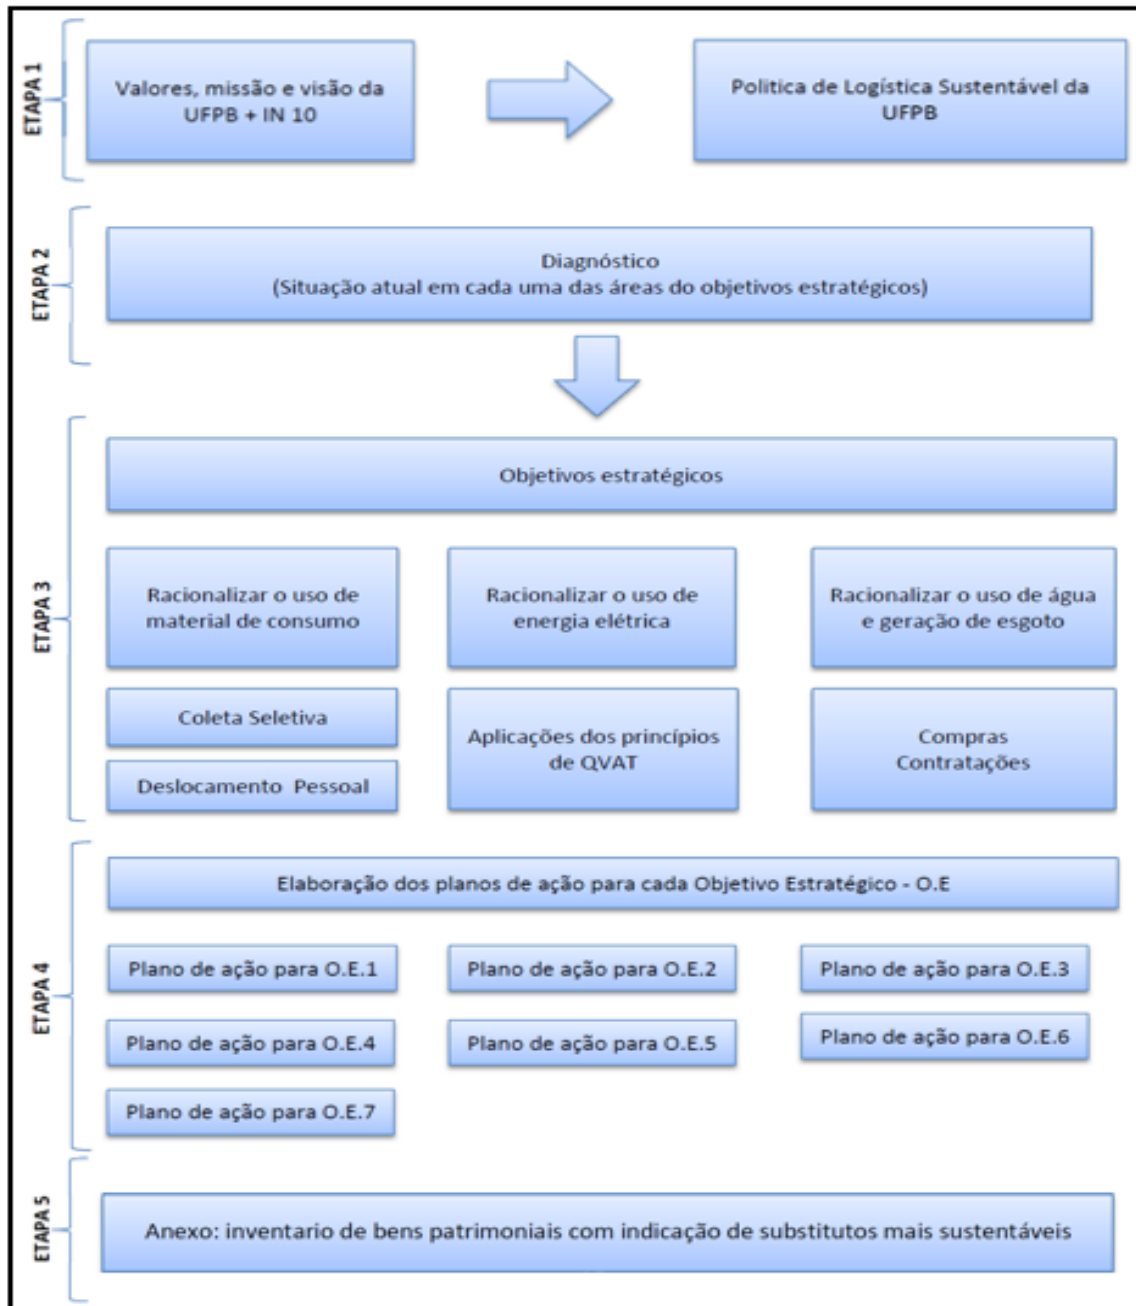 ETAPA 1
Valores, missão e visão da
UFPB + IN 10
Politica de Logística Sustentável da
UFPB
ETAPA 2
Diagnóstico
(Situação atual em cada uma das áreas do objetivos estratégicos)
ETAPA 3
Objetivos estratégicos
Racionalizar o uso de
material de consumo
Racionalizar o uso de
energia elétrica
Racionalizar o uso de água
e geração de esgoto
Coleta Seletiva
Deslocamento Pessoal
Aplicações dos princípios
de QVAT
Compras
Contratações
ETAPA 4
Elaboração dos planos de ação para cada Objetivo Estratégico - O.E
Plano de ação para O.E.1
Plano de ação para O.E.2
Plano de ação para O.E.3
Plano de ação para O.E.4
Plano de ação para O.E.5
Plano de ação para O.E.6
Plano de ação para O.E.7
ETAPA 5
Anexo: inventario de bens patrimoniais com indicação de substitutos mais sustentáveis